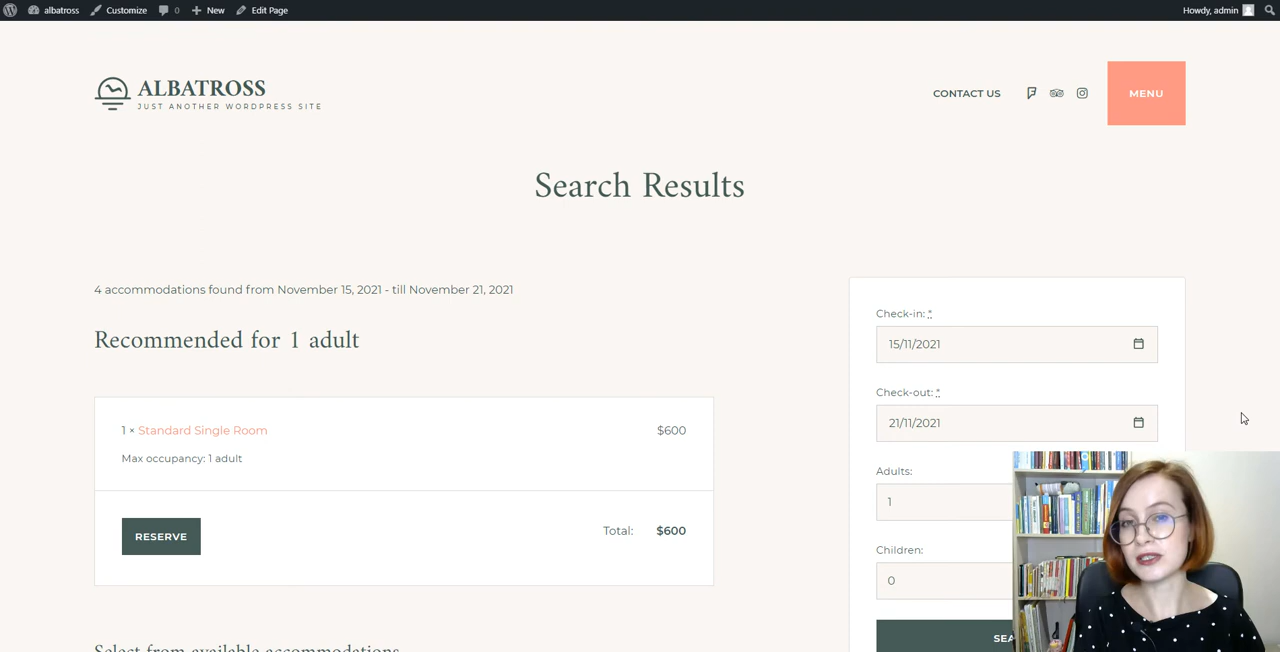 albatross Customize 0 New Edit Page Howdy, admin
ALBATROSS
JUST ANOTHER WORDPRESS SITE
CONTACT US
MENU
Search Results
4 accommodations found from November 15, 2021 - till November 21, 2021
Recommended for 1 adult
1 × Standard Single Room $600
Max occupancy: 1 adult
RESERVE
Total: $600
Select from available accommodations
Check-in: *
15/11/2021
Check-out: *
21/11/2021
Adults:
1
Children:
0
SEA